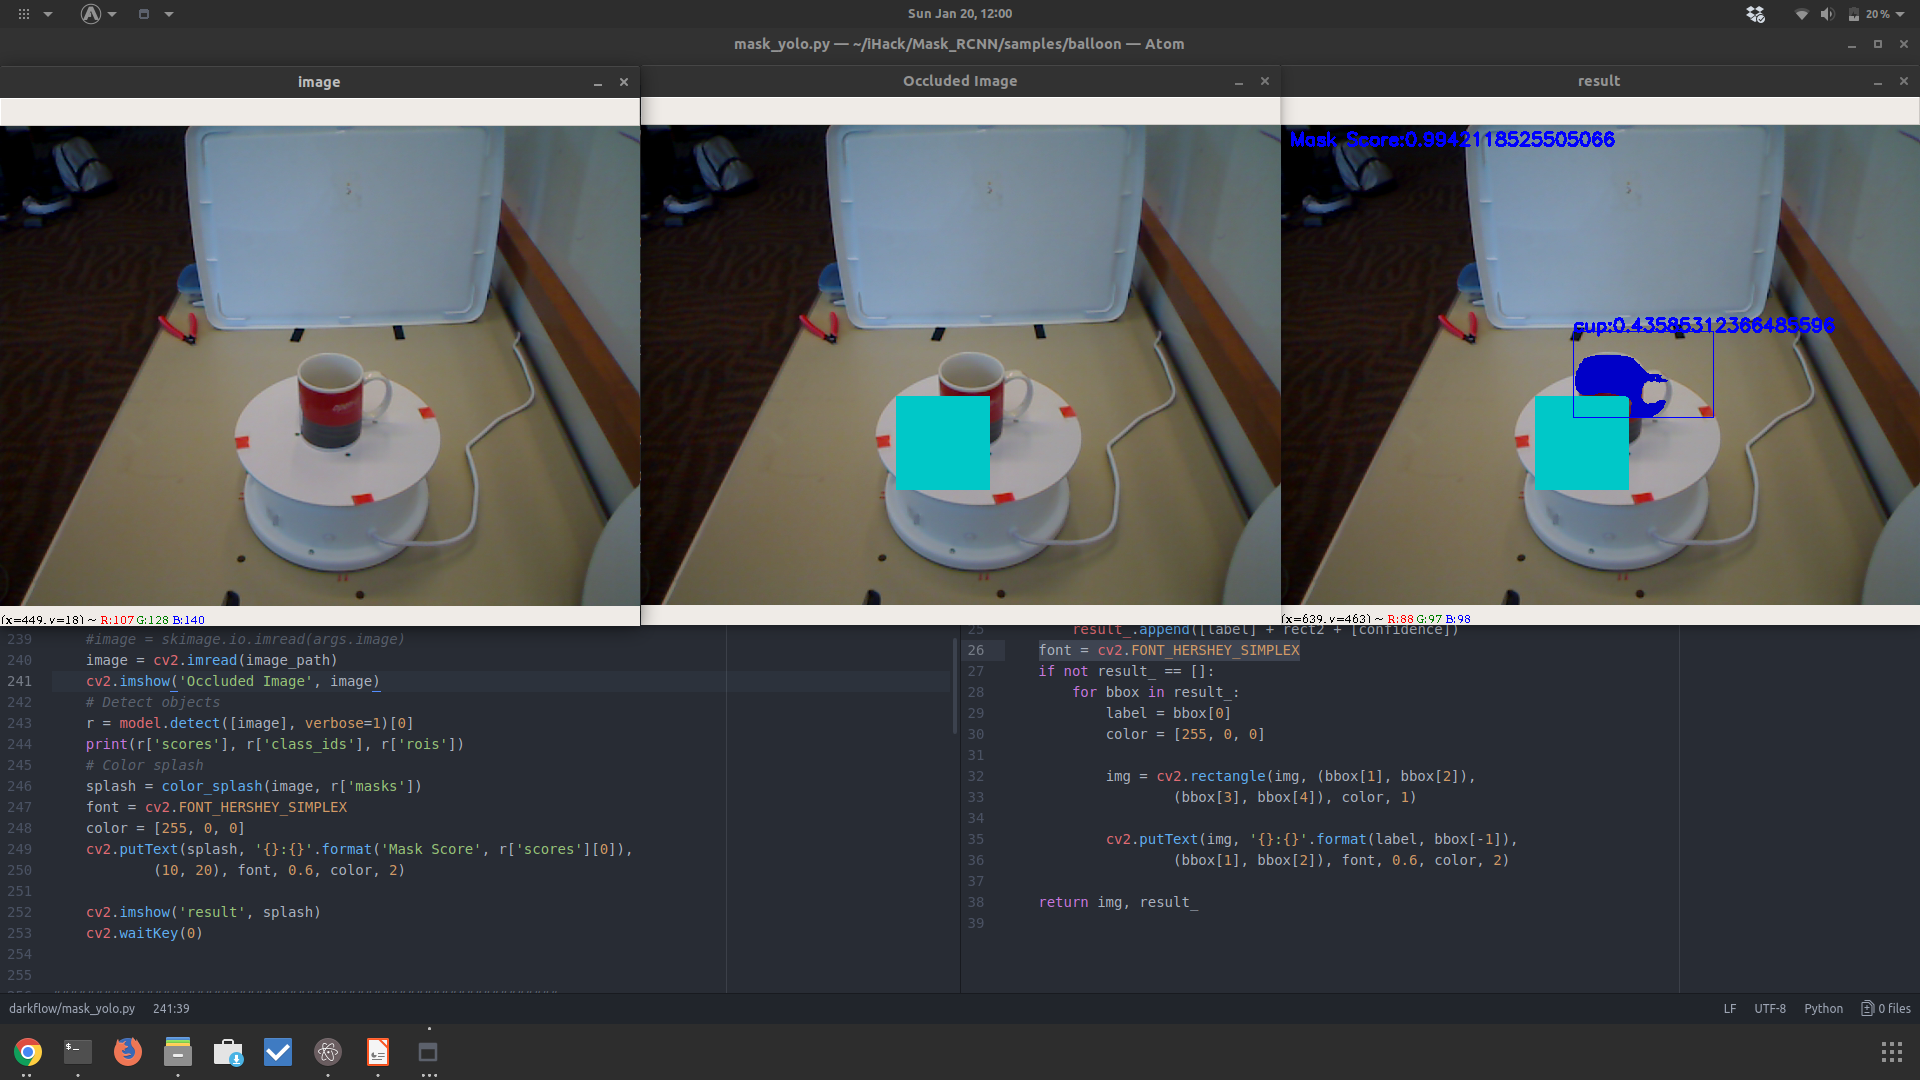 Sun Jan 20, 12:00
20 %
mask_yolo.py — ~/iHack/Mask_RCNN/samples/balloon — Atom
image
Occluded Image
result
Mask Score:0.9942118525505066
cup:0.43585312366485596
(x=449, y=18) ~ R:107 G:128 B:140
(x=639, y=463) ~ R:88 G:97 B:98
239 #image = skimage.io.imread(args.image)
240 image = cv2.imread(image_path)
241 cv2.imshow('Occluded Image', image)
242 # Detect objects
243 r = model.detect([image], verbose=1)[0]
244 print(r['scores'], r['class_ids'], r['rois'])
245 # Color splash
246 splash = color_splash(image, r['masks'])
247 font = cv2.FONT_HERSHEY_SIMPLEX
248 color = [255, 0, 0]
249 cv2.putText(splash, '{}:{}'.format('Mask Score', r['scores'][0]),
250 (10, 20), font, 0.6, color, 2)
251
252 cv2.imshow('result', splash)
253 cv2.waitKey(0)
254
255
25 result_.append([label] + rect2 + [confidence])
26 font = cv2.FONT_HERSHEY_SIMPLEX
27 if not result_ == []:
28 for bbox in result_:
29 label = bbox[0]
30 color = [255, 0, 0]
31
32 img = cv2.rectangle(img, (bbox[1], bbox[2]),
33 (bbox[3], bbox[4]), color, 1)
34
35 cv2.putText(img, '{}:{}'.format(label, bbox[-1]),
36 (bbox[1], bbox[2]), font, 0.6, color, 2)
37
38 return img, result_
39
darkflow/mask_yolo.py 241:39
LF UTF-8 Python 0 files